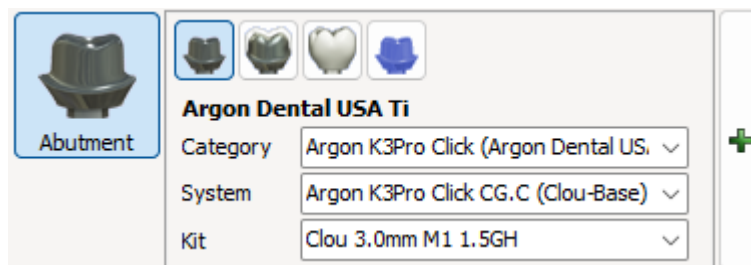 Argon Dental USA Ti
Abutment
Category Argon K3Pro Click (Argon Dental US
System Argon K3Pro Click CG.C (Clou-Base)
Kit Clou 3.0mm M1 1.5GH